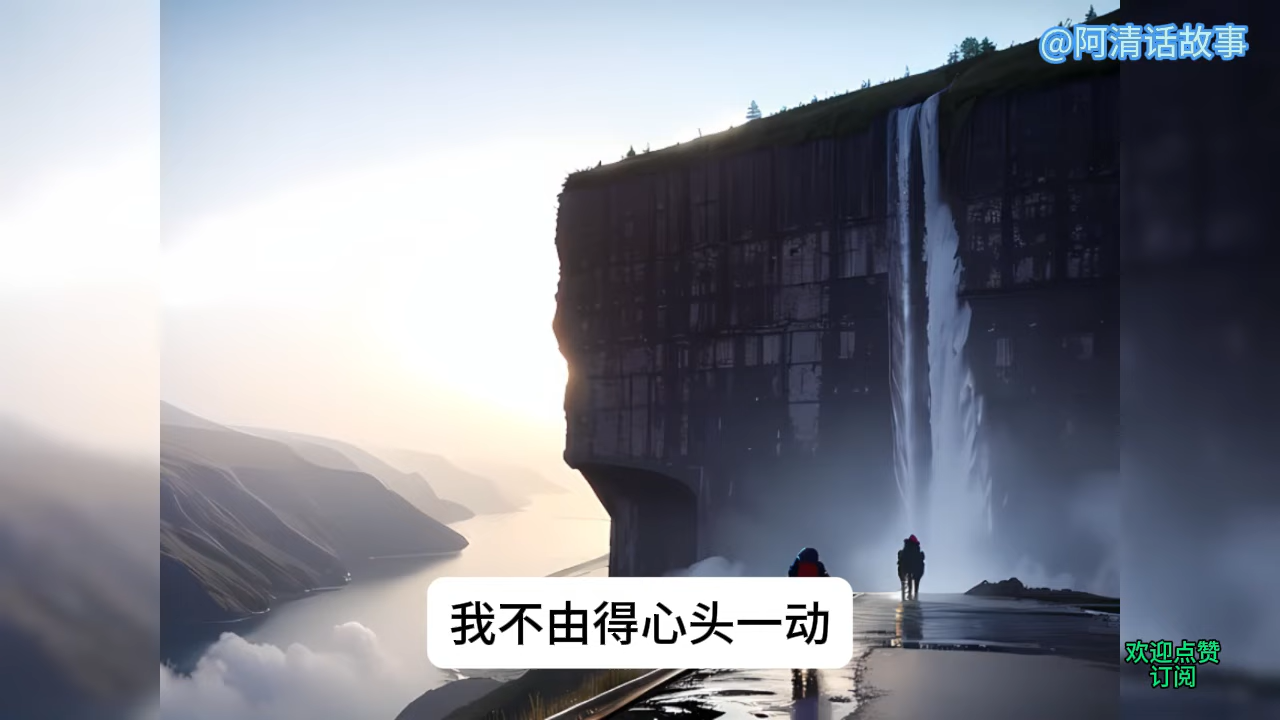 @阿清话故事
我不由得心头一动
欢迎点赞
订阅